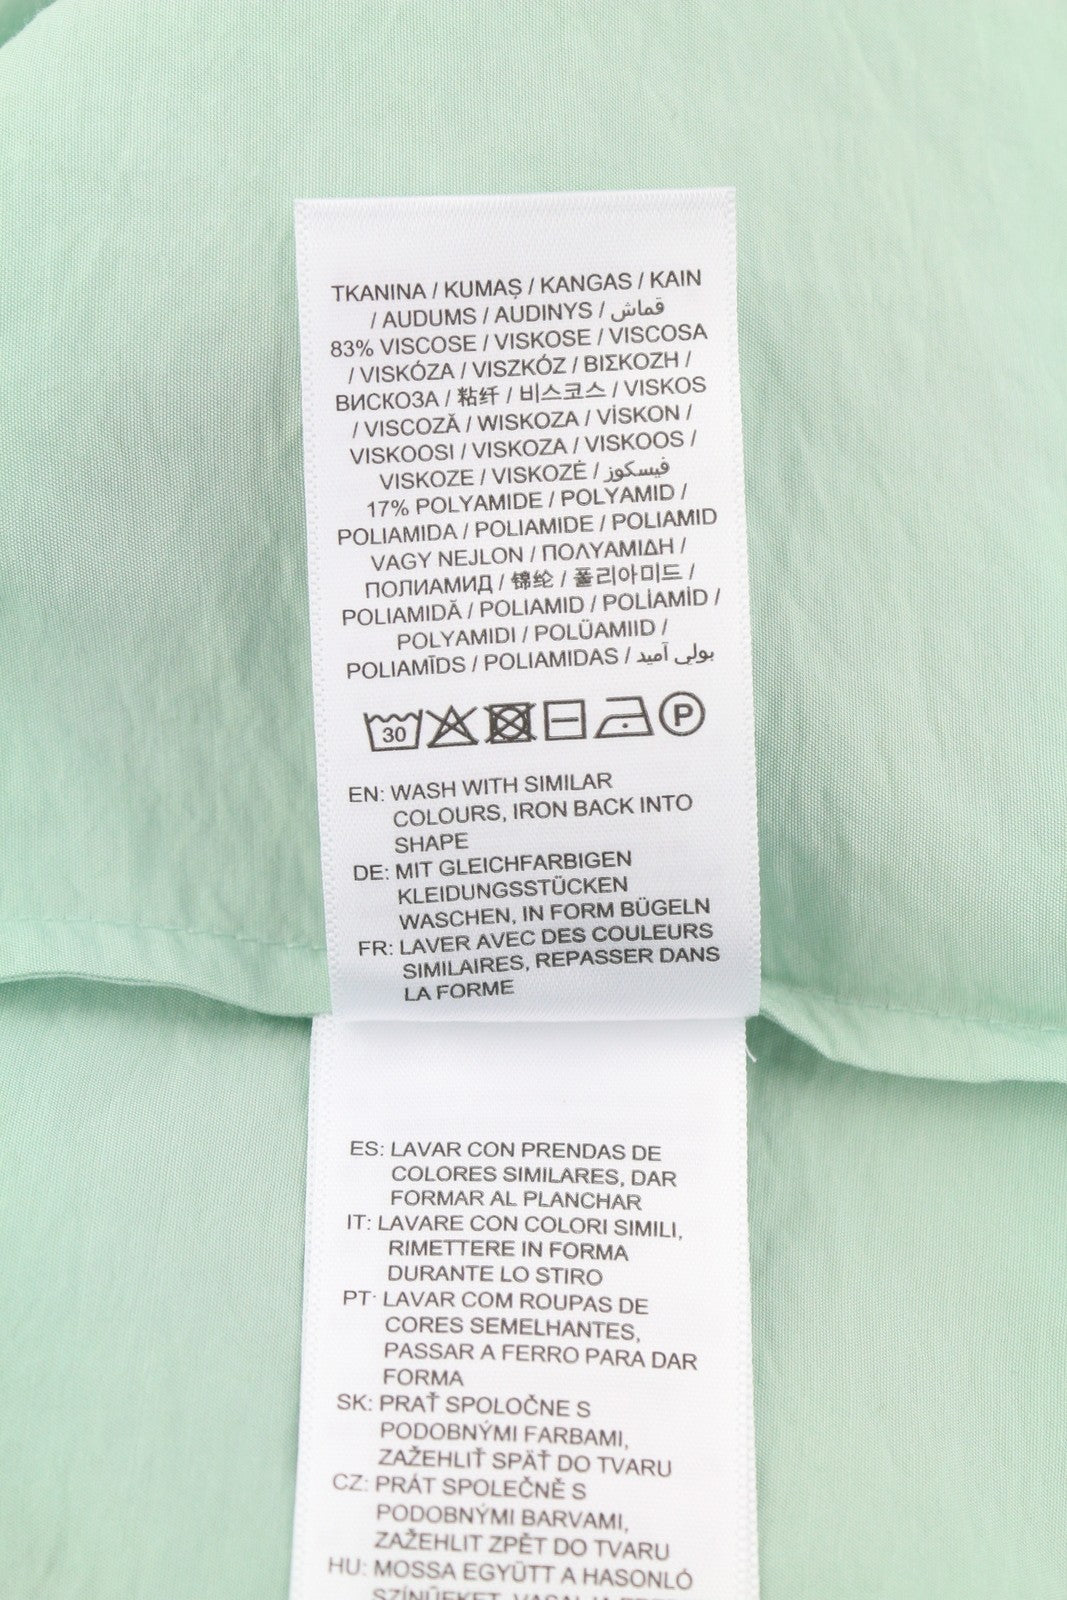 TKANINA / KUMAŞ / KANGAS / KAIN
/ AUDUMS / AUDINYS / قماش
83% VISCOSE / VISKOSE / VISCOSA
/ VISKÓZA / VISZKÓZ / ΒΙΣΚΟΖΗ /
ВИСКОЗА / 粘纤 / 비스코스 / VISKOS
/ VISCOZĂ / WISKOZA / VİSKON /
VISKOOSI / VISKOZA / VISKOOS /
VISKOZE / VISKOZĖ / فيسكوز
17% POLYAMIDE / POLYAMID /
POLIAMIDA / POLIAMIDE / POLIAMID
VAGY NEJLON / ΠΟΛΥΑΜΙΔΗ /
ПОЛИАМИД / 锦纶 / 폴리아미드 /
POLIAMIDĂ / POLIAMID / POLİAMİD /
POLYAMIDI / POLÜAMIID /
POLIAMĪDS / POLIAMIDAS / بولي آميد
30 P
EN: WASH WITH SIMILAR
COLOURS, IRON BACK INTO
SHAPE
DE: MIT GLEICHFARBIGEN
KLEIDUNGSSTÜCKEN
WASCHEN, IN FORM BÜGELN
FR: LAVER AVEC DES COULEURS
SIMILAIRES, REPASSER DANS
LA FORME
ES: LAVAR CON PRENDAS DE
COLORES SIMILARES, DAR
FORMAR AL PLANCHAR
IT: LAVARE CON COLORI SIMILI,
RIMETTERE IN FORMA
DURANTE LO STIRO
PT: LAVAR COM ROUPAS DE
CORES SEMELHANTES,
PASSAR A FERRO PARA DAR
FORMA
SK: PRAŤ SPOLOČNE S
PODOBNÝMI FARBAMI,
ZAŽEHLIŤ SPÄŤ DO TVARU
CZ: PRÁT SPOLEČNĚ S
PODOBNÝMI BARVAMI,
ZAŽEHLIT ZPĚT DO TVARU
HU: MOSSA EGYÜTT A HASONLÓ